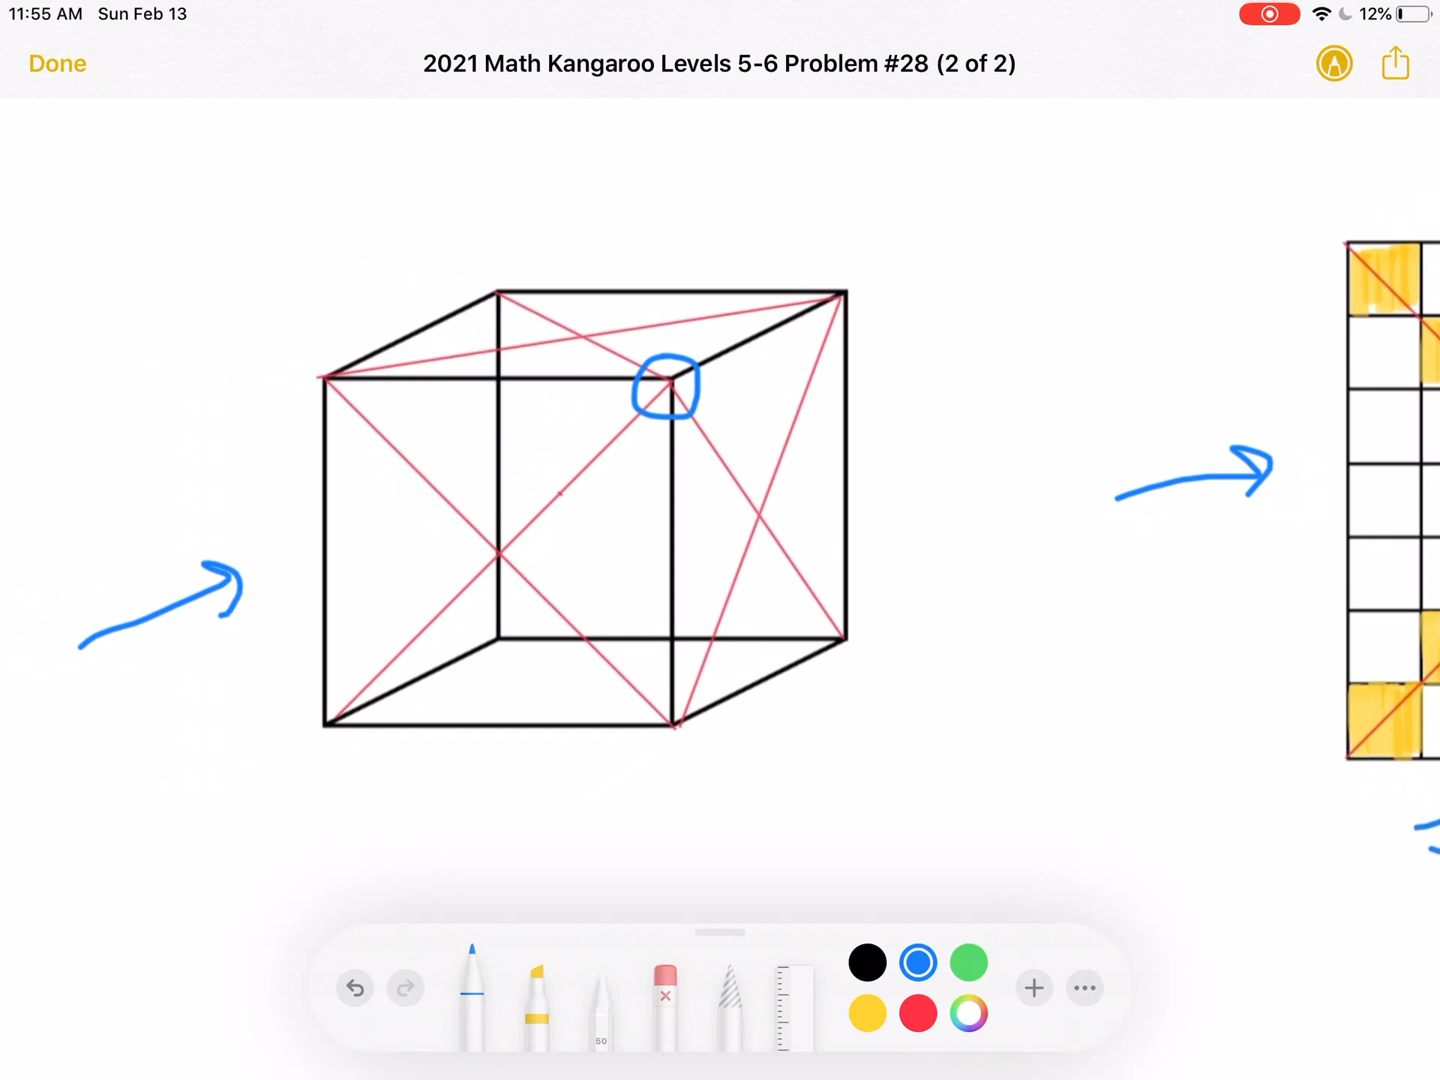 11:55 AM Sun Feb 13
12%
Done
2021 Math Kangaroo Levels 5-6 Problem #28 (2 of 2)
50